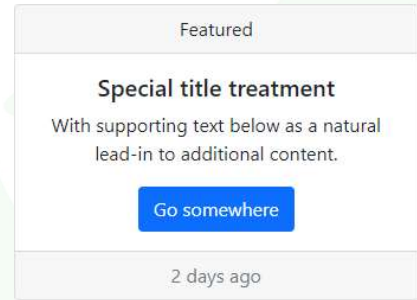 Featured
Special title treatment
With supporting text below as a natural
lead-in to additional content.
Go somewhere
2 days ago